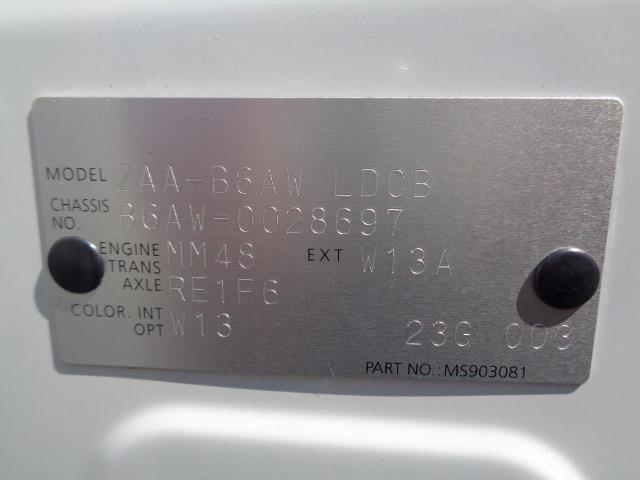 MODEL ZAA-B6AW LDCB
CHASSIS NO. B6AW-0028697
ENGINE MM48 EXT W13A
TRANS AXLE RE1F6
COLOR. INT OPT W13 23G 003
PART NO.:MS903081